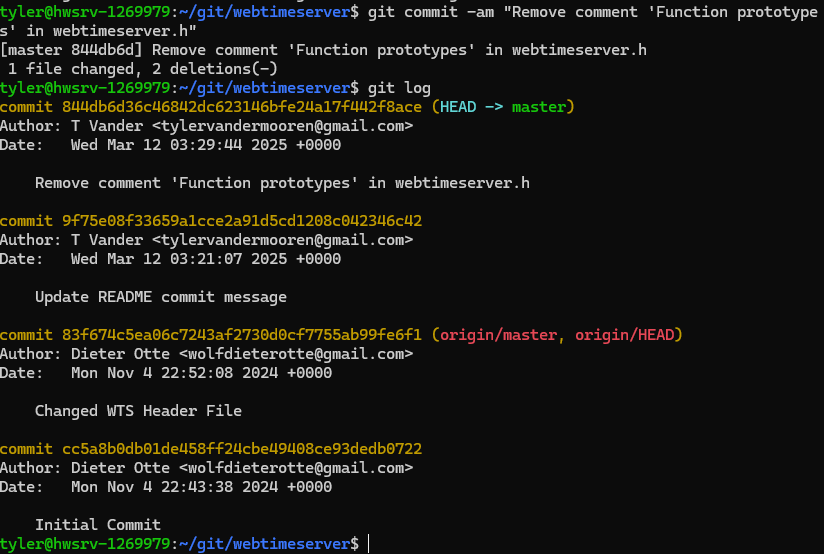 tyler@hwsrv-1269979:~/git/webtimeserver$ git commit -am "Remove comment 'Function prototype
s' in webtimeserver.h"
[master 844db6d] Remove comment 'Function prototypes' in webtimeserver.h
 1 file changed, 2 deletions(-)
tyler@hwsrv-1269979:~/git/webtimeserver$ git log
commit 844db6d36c46842dc623146bfe24a17f442f8ace (HEAD -> master)
Author: T Vander <tylervandermooren@gmail.com>
Date:   Wed Mar 12 03:29:44 2025 +0000

    Remove comment 'Function prototypes' in webtimeserver.h

commit 9f75e08f33659a1cce2a91d5cd1208c042346c42
Author: T Vander <tylervandermooren@gmail.com>
Date:   Wed Mar 12 03:21:07 2025 +0000

    Update README commit message

commit 83f674c5ea06c7243af2730d0cf7755ab99fe6f1 (origin/master, origin/HEAD)
Author: Dieter Otte <wolfdieterotte@gmail.com>
Date:   Mon Nov 4 22:52:08 2024 +0000

    Changed WTS Header File

commit cc5a8b0db01de458ff24cbe49408ce93dedb0722
Author: Dieter Otte <wolfdieterotte@gmail.com>
Date:   Mon Nov 4 22:43:38 2024 +0000

    Initial Commit
tyler@hwsrv-1269979:~/git/webtimeserver$